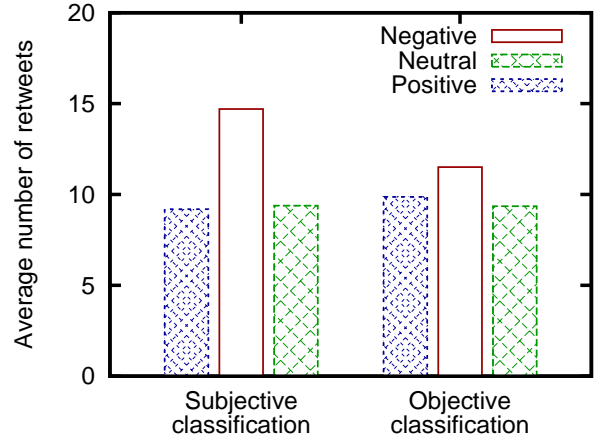 Average number of retweets
20
15
10
5
0
Negative
Neutral
Positive
Subjective
classification
Objective
classification